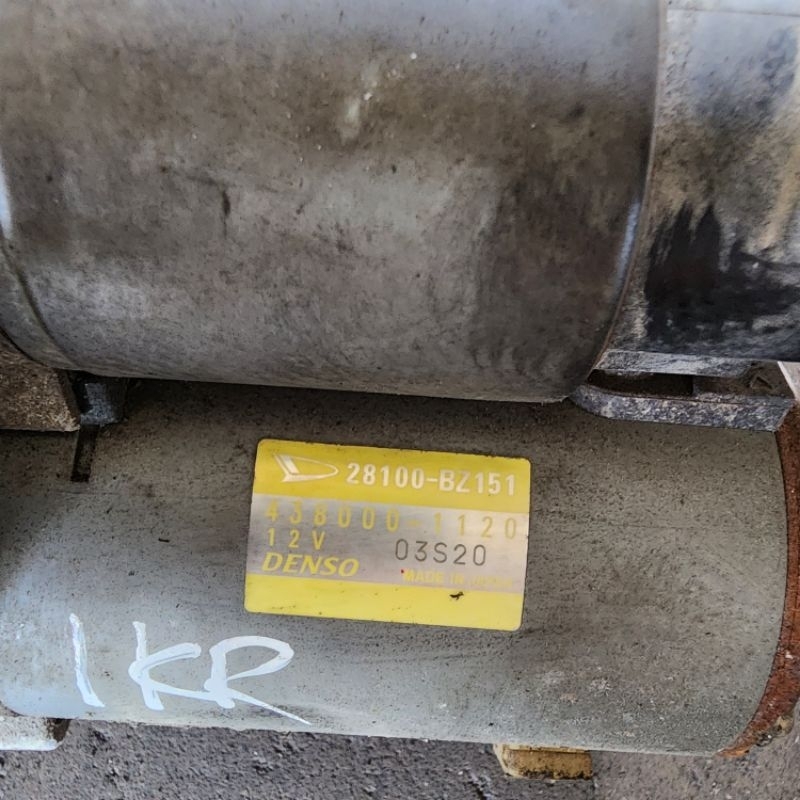 28100-BZ151
438000-1120
12V 03S20
DENSO MADE IN JAPAN
1KR